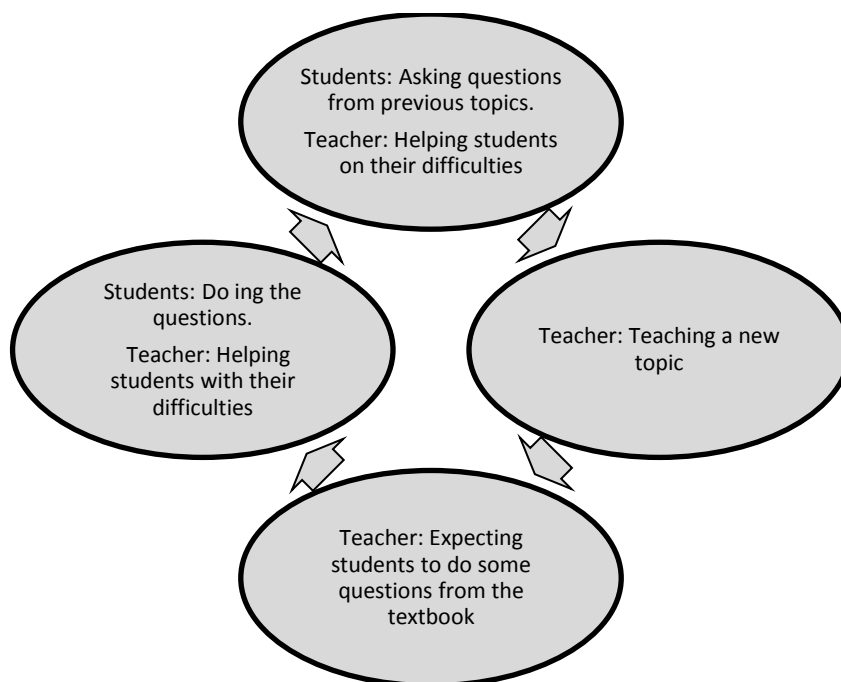 Students: Asking questions
from previous topics.
Teacher: Helping students
on their difficulties
Students: Do ing the
questions.
Teacher: Helping
students with their
difficulties
Teacher: Teaching a new
topic
Teacher: Expecting
students to do some
questions from the
textbook